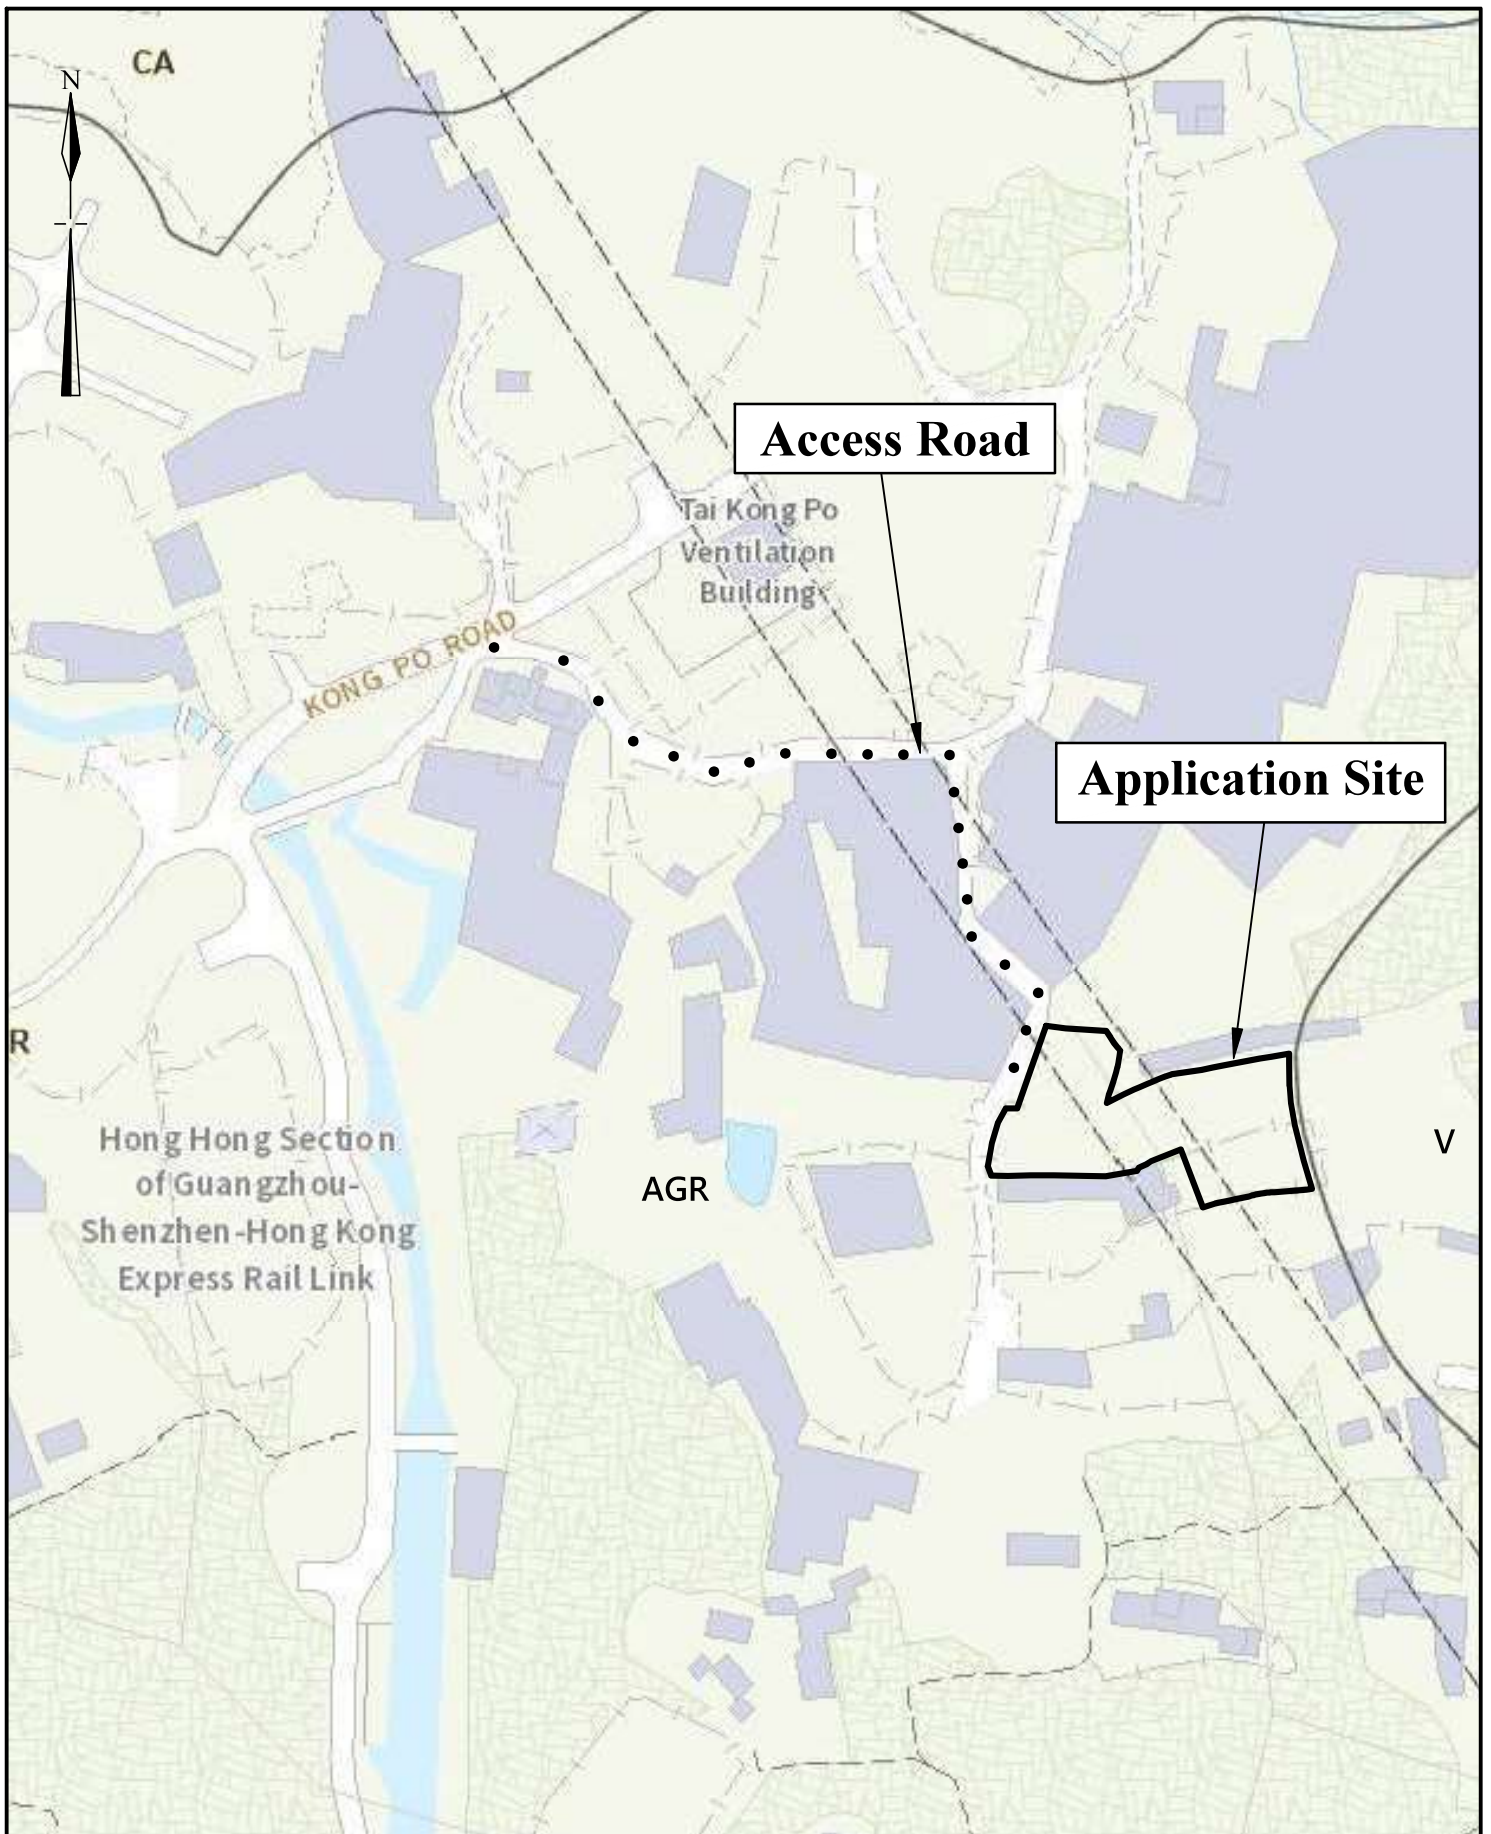 CA
N
Access Road
Tai Kong Po
Ventilation
Building
KONG PO ROAD
Application Site
R
Hong Hong Section
of Guangzhou-
Shenzhen-Hong Kong
Express Rail Link
AGR
V